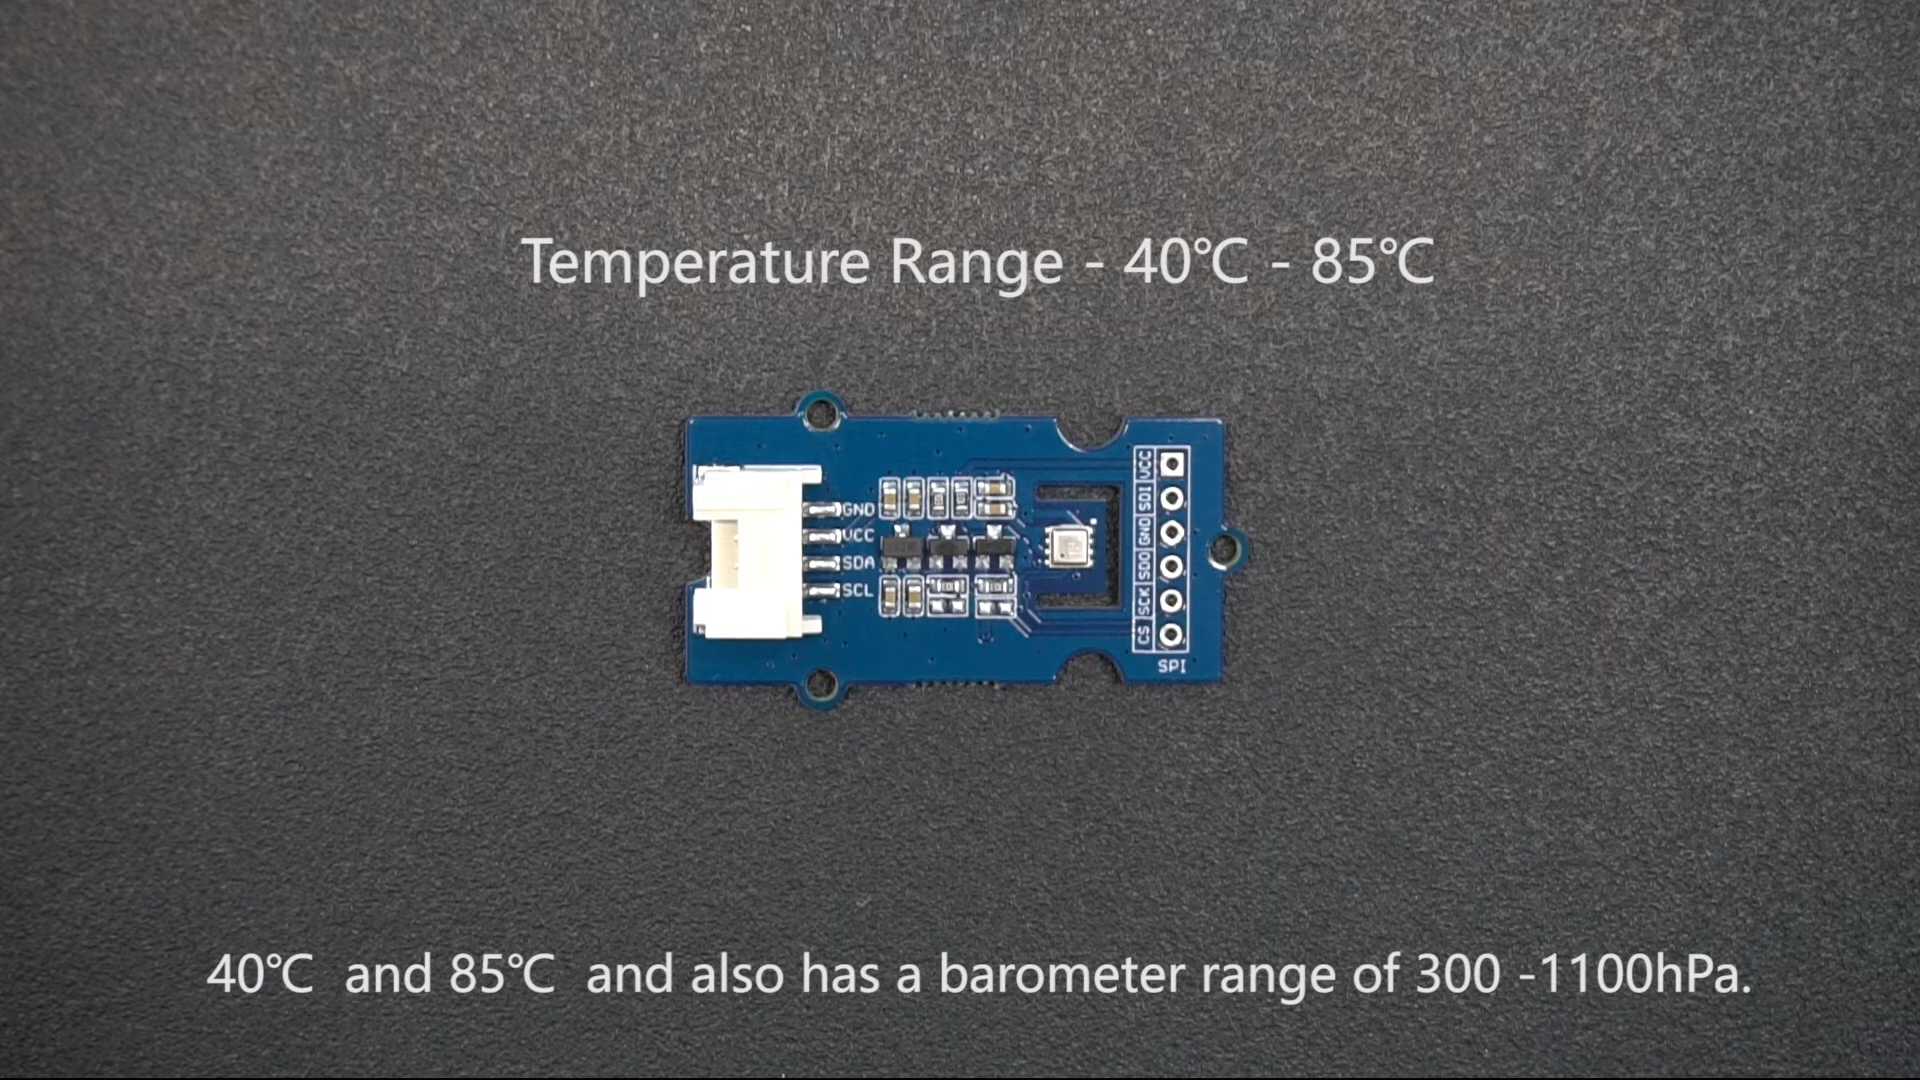 Temperature Range - 40℃ - 85℃
GND
VCC
SDA
SCL
VCC
SDI
GND
SDO
SCK
CS
SPI
40℃ and 85℃ and also has a barometer range of 300 -1100hPa.